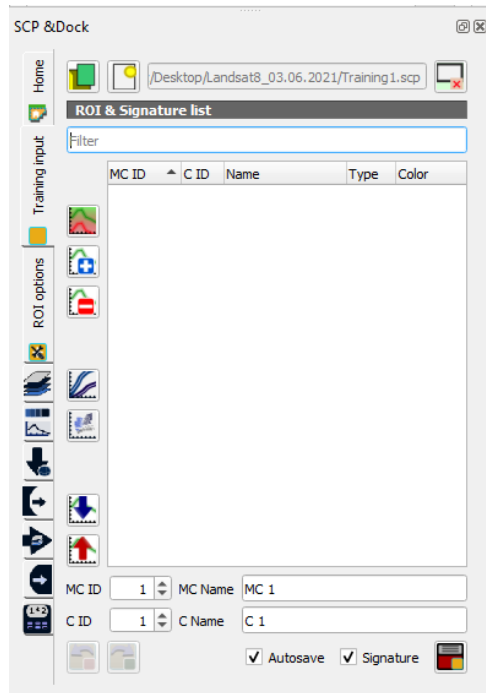 SCP &Dock
Home
Training input
ROI options
/Desktop/Landsat8_03.06.2021/Training1.scp
ROI & Signature list
Filter
MC ID C ID Name Type Color
MC ID 1 MC Name MC 1
C ID 1 C Name C 1
Autosave Signature